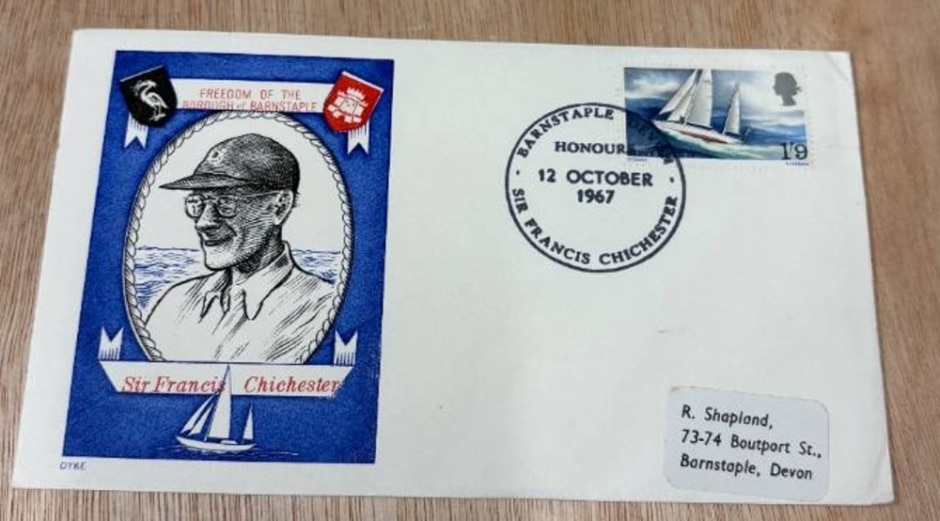 FREEDOM OF THE
BOROUGH of BARNSTAPLE
Sir Francis Chichester
DYKE
BARNSTAPLE
HONOURS
12 OCTOBER
1967
SIR FRANCIS CHICHESTER
1'9
R. Shapland,
73-74 Boutport St.,
Barnstaple, Devon